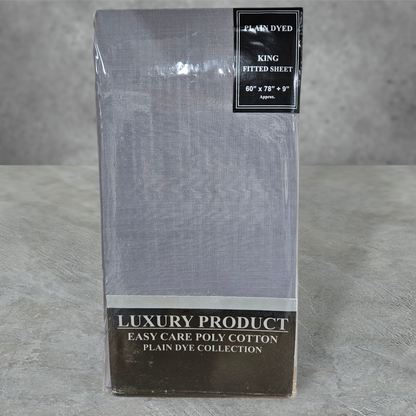 PLAIN DYED
KING
FITTED SHEET
60" x 78" + 9"
Approx.
LUXURY PRODUCT
EASY CARE POLY COTTON
PLAIN DYE COLLECTION